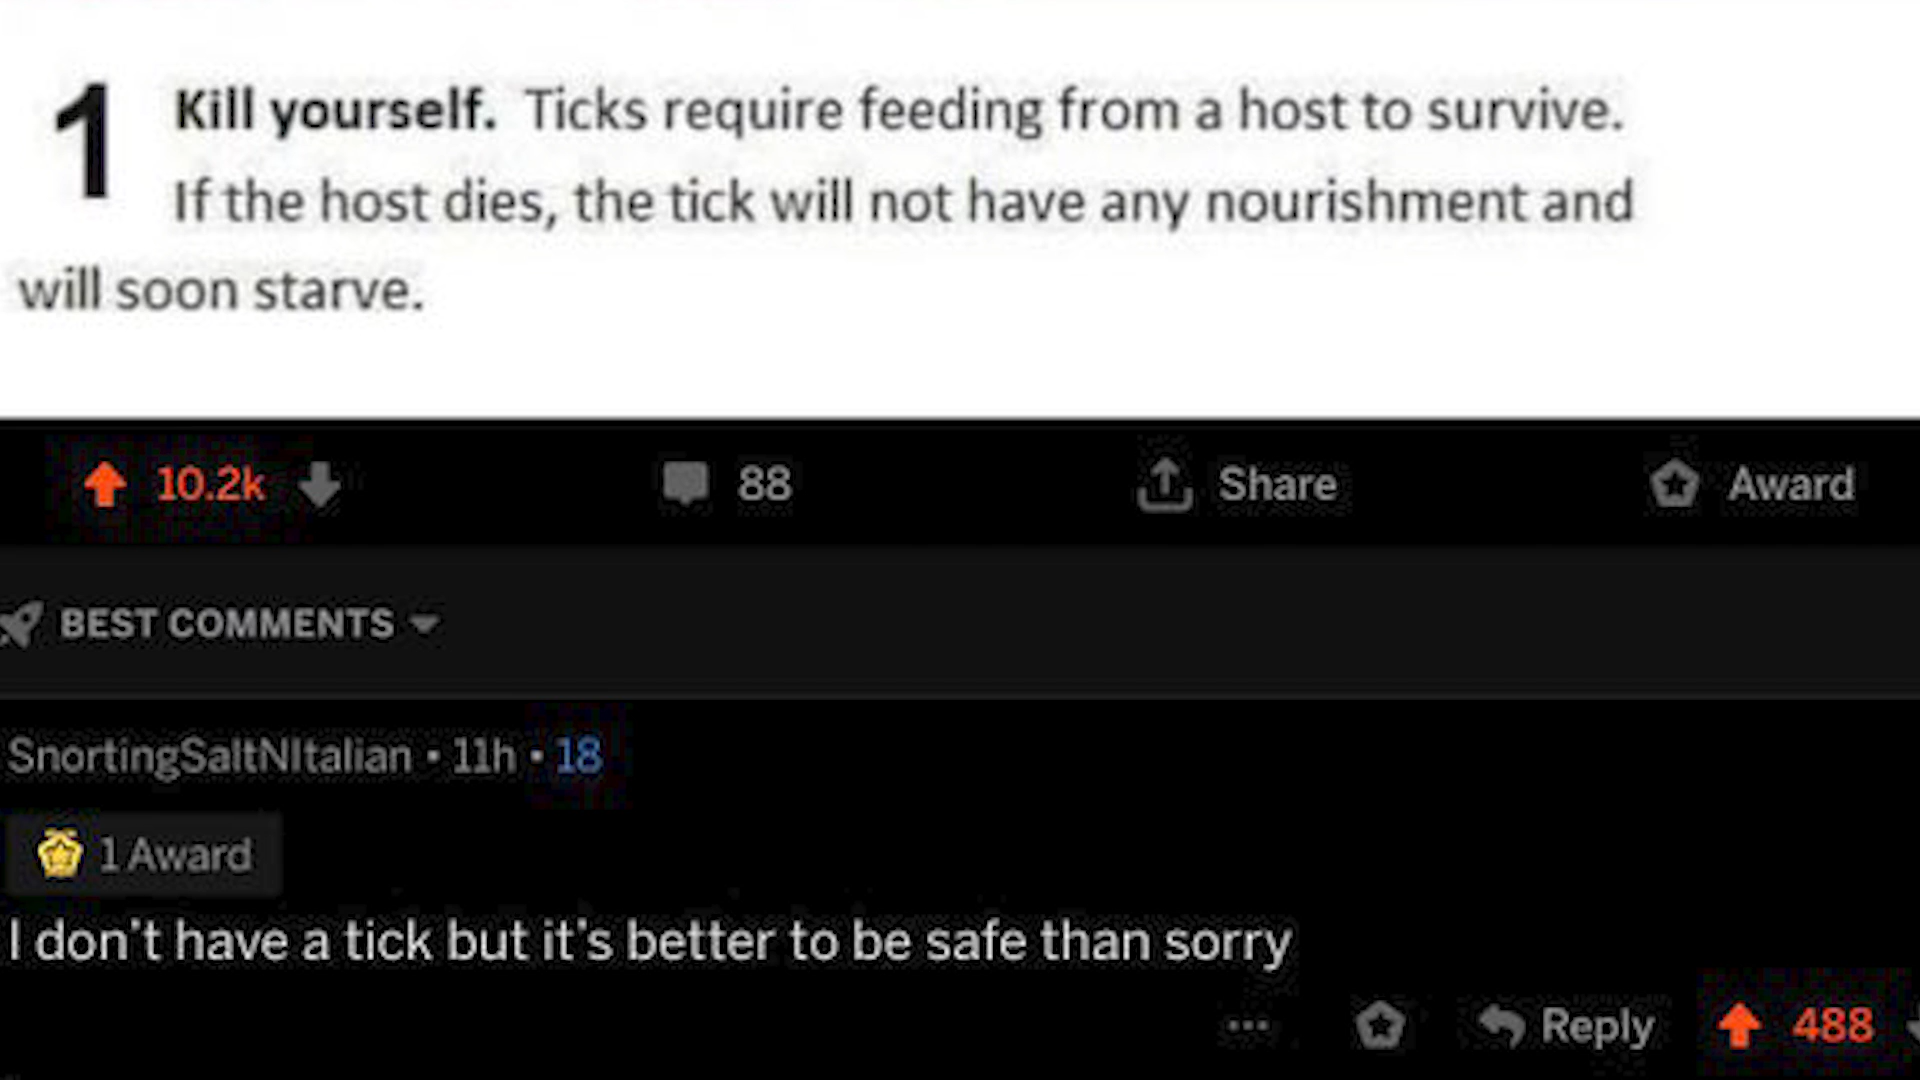 1 Kill yourself. Ticks require feeding from a host to survive.
If the host dies, the tick will not have any nourishment and
will soon starve.
10.2k 88 Share Award
BEST COMMENTS
SnortingSaltNItalian • 11h • 18
1 Award
I don't have a tick but it's better to be safe than sorry
... Reply 488